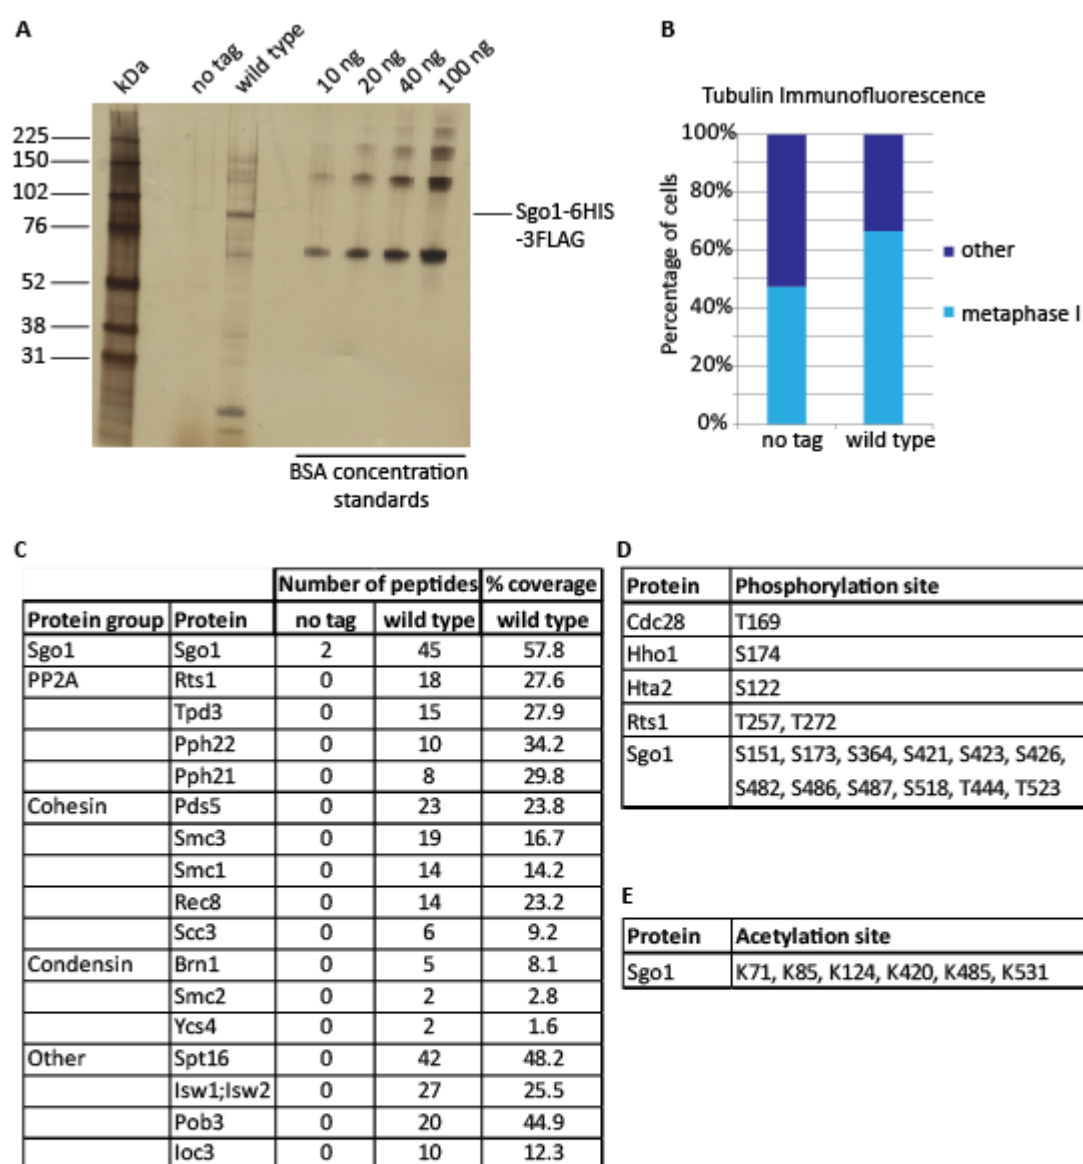 A
kDa
no tag
wild type
10 ng
20 ng
40 ng
100 ng
225
150
102
76
52
38
31
Sgo1-6HIS
-3FLAG
BSA concentration
standards
B
Tubulin Immunofluorescence
Percentage of cells
100%
80%
60%
40%
20%
0%
no tag wild type
other
metaphase I
C
Number of peptides % coverage
Protein group Protein no tag wild type wild type
Sgo1 Sgo1 2 45 57.8
PP2A Rts1 0 18 27.6
Tpd3 0 15 27.9
Pph22 0 10 34.2
Pph21 0 8 29.8
Cohesin Pds5 0 23 23.8
Smc3 0 19 16.7
Smc1 0 14 14.2
Rec8 0 14 23.2
Scc3 0 6 9.2
Condensin Brn1 0 5 8.1
Smc2 0 2 2.8
Ycs4 0 2 1.6
Other Spt16 0 42 48.2
Isw1;Isw2 0 27 25.5
Pob3 0 20 44.9
Ioc3 0 10 12.3
D
Protein Phosphorylation site
Cdc28 T169
Hho1 S174
Hta2 S122
Rts1 T257, T272
Sgo1 S151, S173, S364, S421, S423, S426,
S482, S486, S487, S518, T444, T523
E
Protein Acetylation site
Sgo1 K71, K85, K124, K420, K485, K531